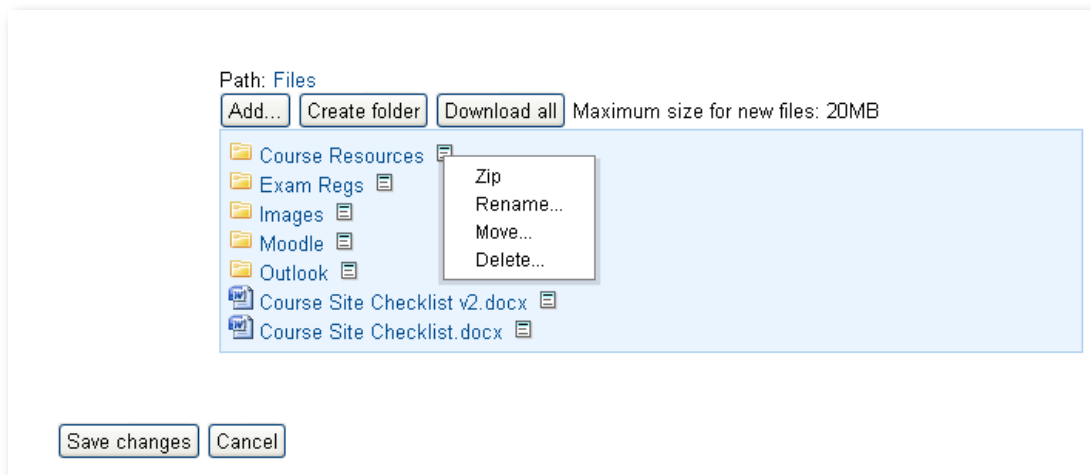 Path: Files
Add... Create folder Download all Maximum size for new files: 20MB
Course Resources
Zip
Exam Regs
Rename...
Images
Move...
Moodle
Delete...
Outlook
Course Site Checklist v2.docx
Course Site Checklist.docx
Save changes Cancel